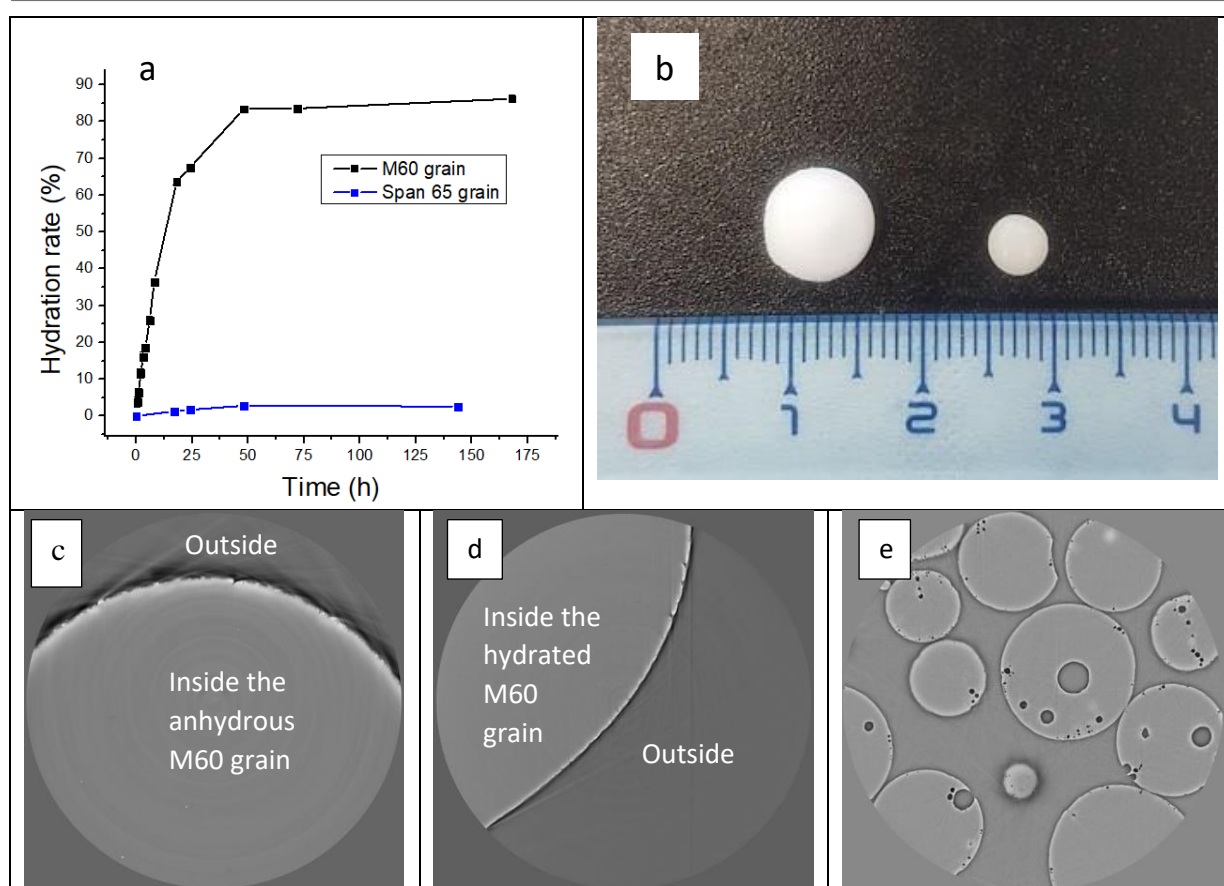 a
Hydration rate (%)
90
80
70
60
50
40
30
20
10
0
M60 grain
Span 65 grain
0 25 50 75 100 125 150 175
Time (h)
b
0 1 2 3 4
c
Outside
Inside the
anhydrous
M60 grain
d
Inside the
hydrated
M60
grain
Outside
e